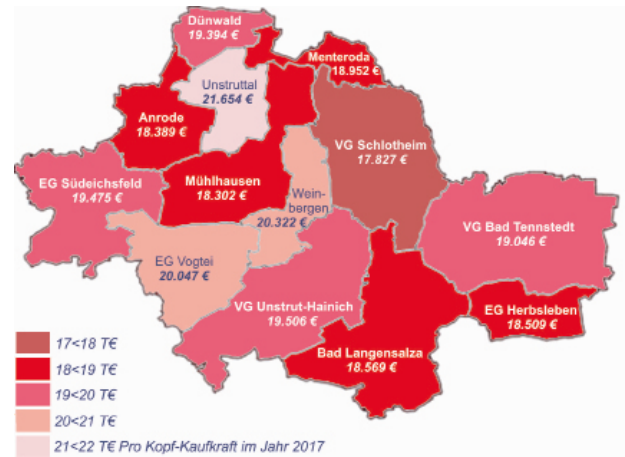 Dünwald
19.394 €
Menteroda
18.952 €
Unstruttal
21.654 €
Anrode
18.389 €
VG Schlotheim
17.827 €
EG Südeichsfeld
19.475 €
Mühlhausen
18.302 €
Wein-
bergen
20.322 €
VG Bad Tennstedt
19.046 €
EG Vogtei
20.047 €
VG Unstrut-Hainich
19.506 €
EG Herbsleben
18.509 €
Bad Langensalza
18.569 €
17<18 T€
18<19 T€
19<20 T€
20<21 T€
21<22 T€ Pro Kopf-Kaufkraft im Jahr 2017